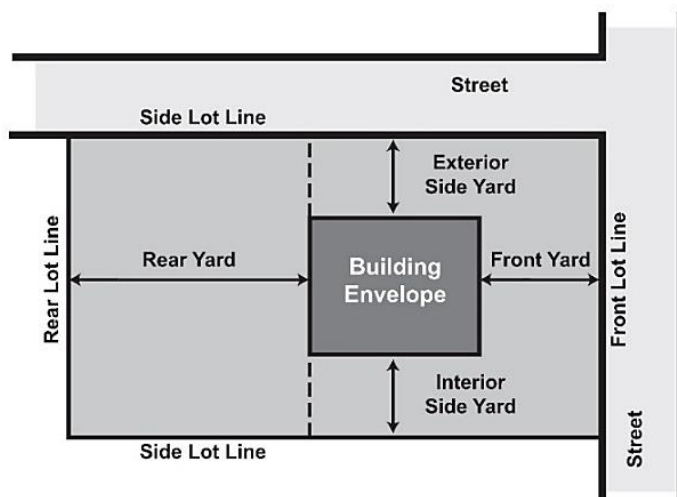 Street
Side Lot Line
Exterior
Side Yard
Rear Lot Line
Rear Yard
Building
Envelope
Front Yard
Front Lot Line
Interior
Side Yard
Side Lot Line
Street